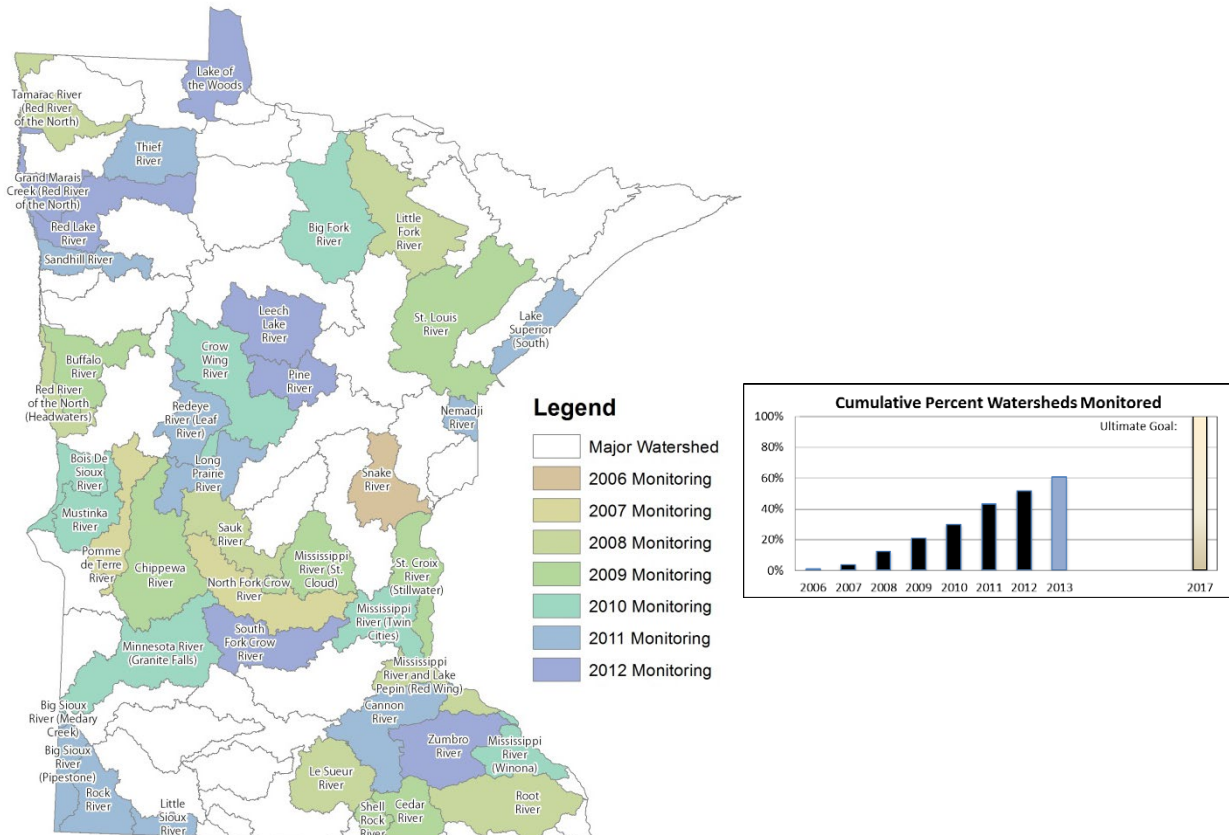 Lake of
the Woods
Tamarac River
(Red River
of the North)
Thief
River
Grand Marais
Creek (Red River
of the North)
Red Lake
River
Sandhill River
Big Fork
River
Little
Fork
River
St. Louis
River
Lake
Superior
(South)
Leech
Lake
River
Crow
Wing
River
Pine
River
Buffalo
River
Red River
of the North
(Headwaters)
Redeye
River (Leaf
River)
Nemadji
River
Long
Prairie
River
Snake
River
Bois De
Sioux
River
Mustinka
River
Pomme
de Terre
River
Chippewa
River
Sauk
River
North Fork Crow
River
Mississippi
River (St.
Cloud)
St. Croix
River
(Stillwater)
Mississippi
River (Twin
Cities)
South
Fork Crow
River
Minnesota River
(Granite Falls)
Mississippi
River and Lake
Pepin (Red Wing)
Cannon
River
Big Sioux
River (Medary
Creek)
Big Sioux
River
(Pipestone)
Rock
River
Little
Sioux
River
Zumbro
River
Mississippi
River
(Winona)
Le Sueur
River
Root
River
Shell
Rock
River
Cedar
River
Legend
Major Watershed
2006 Monitoring
2007 Monitoring
2008 Monitoring
2009 Monitoring
2010 Monitoring
2011 Monitoring
2012 Monitoring
Cumulative Percent Watersheds Monitored
Ultimate Goal:
100%
80%
60%
40%
20%
0%
2006 2007 2008 2009 2010 2011 2012 2013 2017